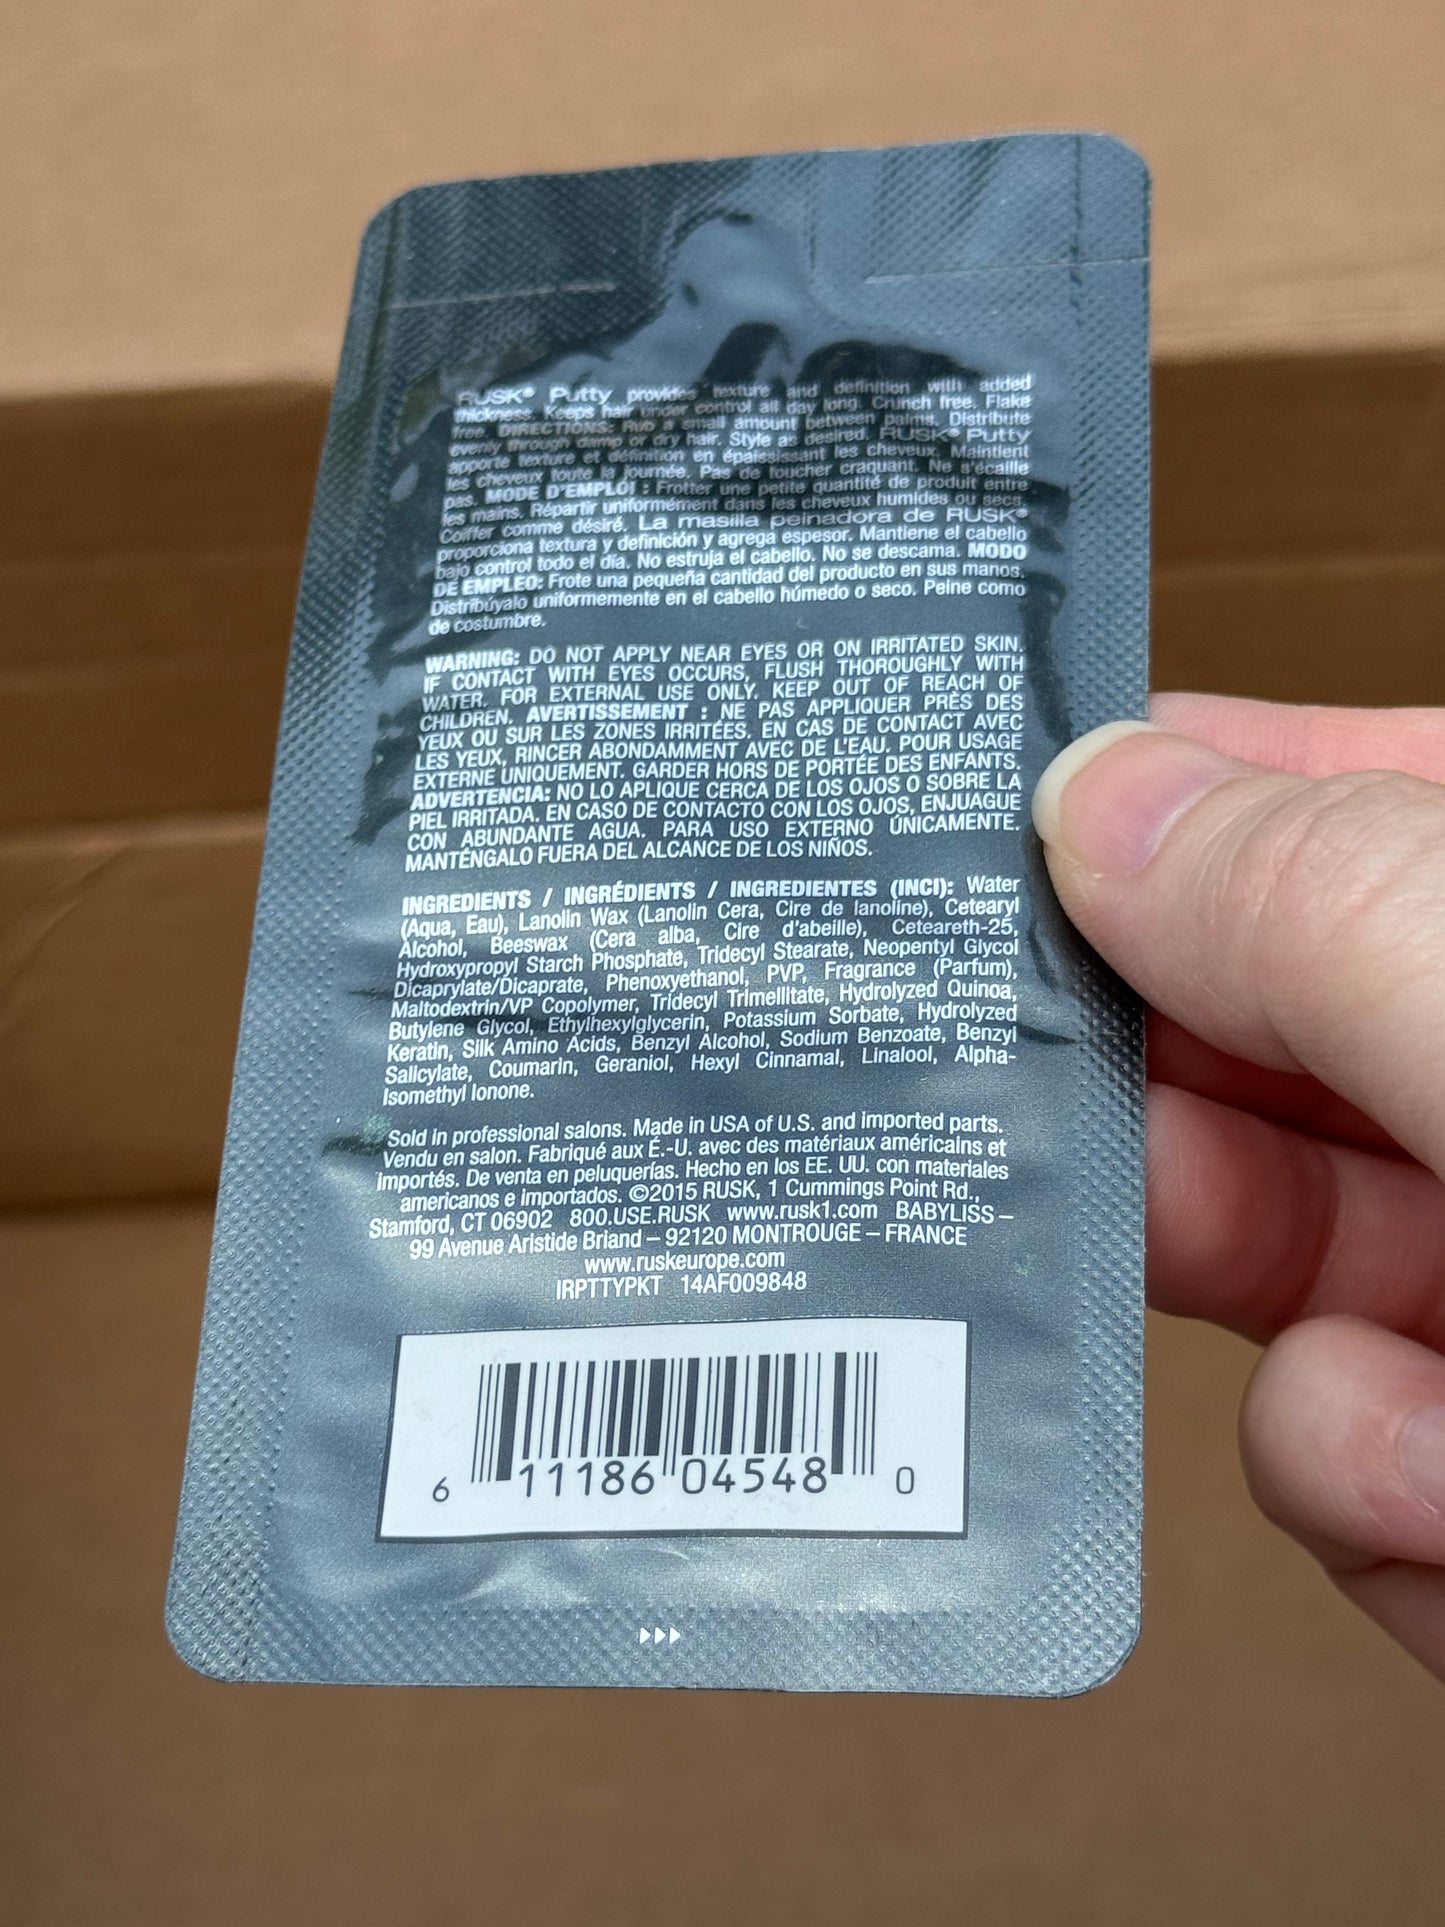 RUSK® Putty provides texture and definition with added
thickness. Keeps hair under control all day long. Crunch free. Flake
free. DIRECTIONS: Rub a small amount between palms. Distribute
evenly through damp or dry hair. Style as desired. RUSK® Putty
apporte texture et définition en épaississant les cheveux. Maintient
les cheveux toute la journée. Pas de toucher craquant. Ne s'écaille
pas. MODE D'EMPLOI : Frotter une petite quantité de produit entre
les mains. Répartir uniformément dans les cheveux humides ou secs.
Coiffer comme désiré. La masilla peinadora de RUSK®
proporciona textura y definición y agrega espesor. Mantiene el cabello
bajo control todo el día. No estruja el cabello. No se descama. MODO
DE EMPLEO: Frote una pequeña cantidad del producto en sus manos.
Distribúyalo uniformemente en el cabello húmedo o seco. Peine como
de costumbre.
WARNING: DO NOT APPLY NEAR EYES OR ON IRRITATED SKIN.
IF CONTACT WITH EYES OCCURS, FLUSH THOROUGHLY WITH
WATER. FOR EXTERNAL USE ONLY. KEEP OUT OF REACH OF
CHILDREN. AVERTISSEMENT : NE PAS APPLIQUER PRÈS DES
YEUX OU SUR LES ZONES IRRITÉES. EN CAS DE CONTACT AVEC
LES YEUX, RINCER ABONDAMMENT AVEC DE L'EAU. POUR USAGE
EXTERNE UNIQUEMENT. GARDER HORS DE PORTÉE DES ENFANTS.
ADVERTENCIA: NO LO APLIQUE CERCA DE LOS OJOS O SOBRE LA
PIEL IRRITADA. EN CASO DE CONTACTO CON LOS OJOS, ENJUAGUE
CON ABUNDANTE AGUA. PARA USO EXTERNO ÚNICAMENTE.
MANTÉNGALO FUERA DEL ALCANCE DE LOS NIÑOS.
INGREDIENTS / INGRÉDIENTS / INGREDIENTES (INCI): Water
(Aqua, Eau), Lanolin Wax (Lanolin Cera, Cire de lanoline), Cetearyl
Alcohol, Beeswax (Cera alba, Cire d'abeille), Ceteareth-25,
Hydroxypropyl Starch Phosphate, Tridecyl Stearate, Neopentyl Glycol
Dicaprylate/Dicaprate, Phenoxyethanol, PVP, Fragrance (Parfum),
Maltodextrin/VP Copolymer, Tridecyl Trimellitate, Hydrolyzed Quinoa,
Butylene Glycol, Ethylhexylglycerin, Potassium Sorbate, Hydrolyzed
Keratin, Silk Amino Acids, Benzyl Alcohol, Sodium Benzoate, Benzyl
Salicylate, Coumarin, Geraniol, Hexyl Cinnamal, Linalool, Alpha-
Isomethyl Ionone.
Sold in professional salons. Made in USA of U.S. and imported parts.
Vendu en salon. Fabriqué aux É.-U. avec des matériaux américains et
importés. De venta en peluquerías. Hecho en los EE. UU. con materiales
americanos e importados. ©2015 RUSK, 1 Cummings Point Rd.,
Stamford, CT 06902 800.USE.RUSK www.rusk1.com BABYLISS –
99 Avenue Aristide Briand – 92120 MONTROUGE – FRANCE
www.ruskeurope.com
IRPTTYPKT 14AF009848
6 11186 04548 0